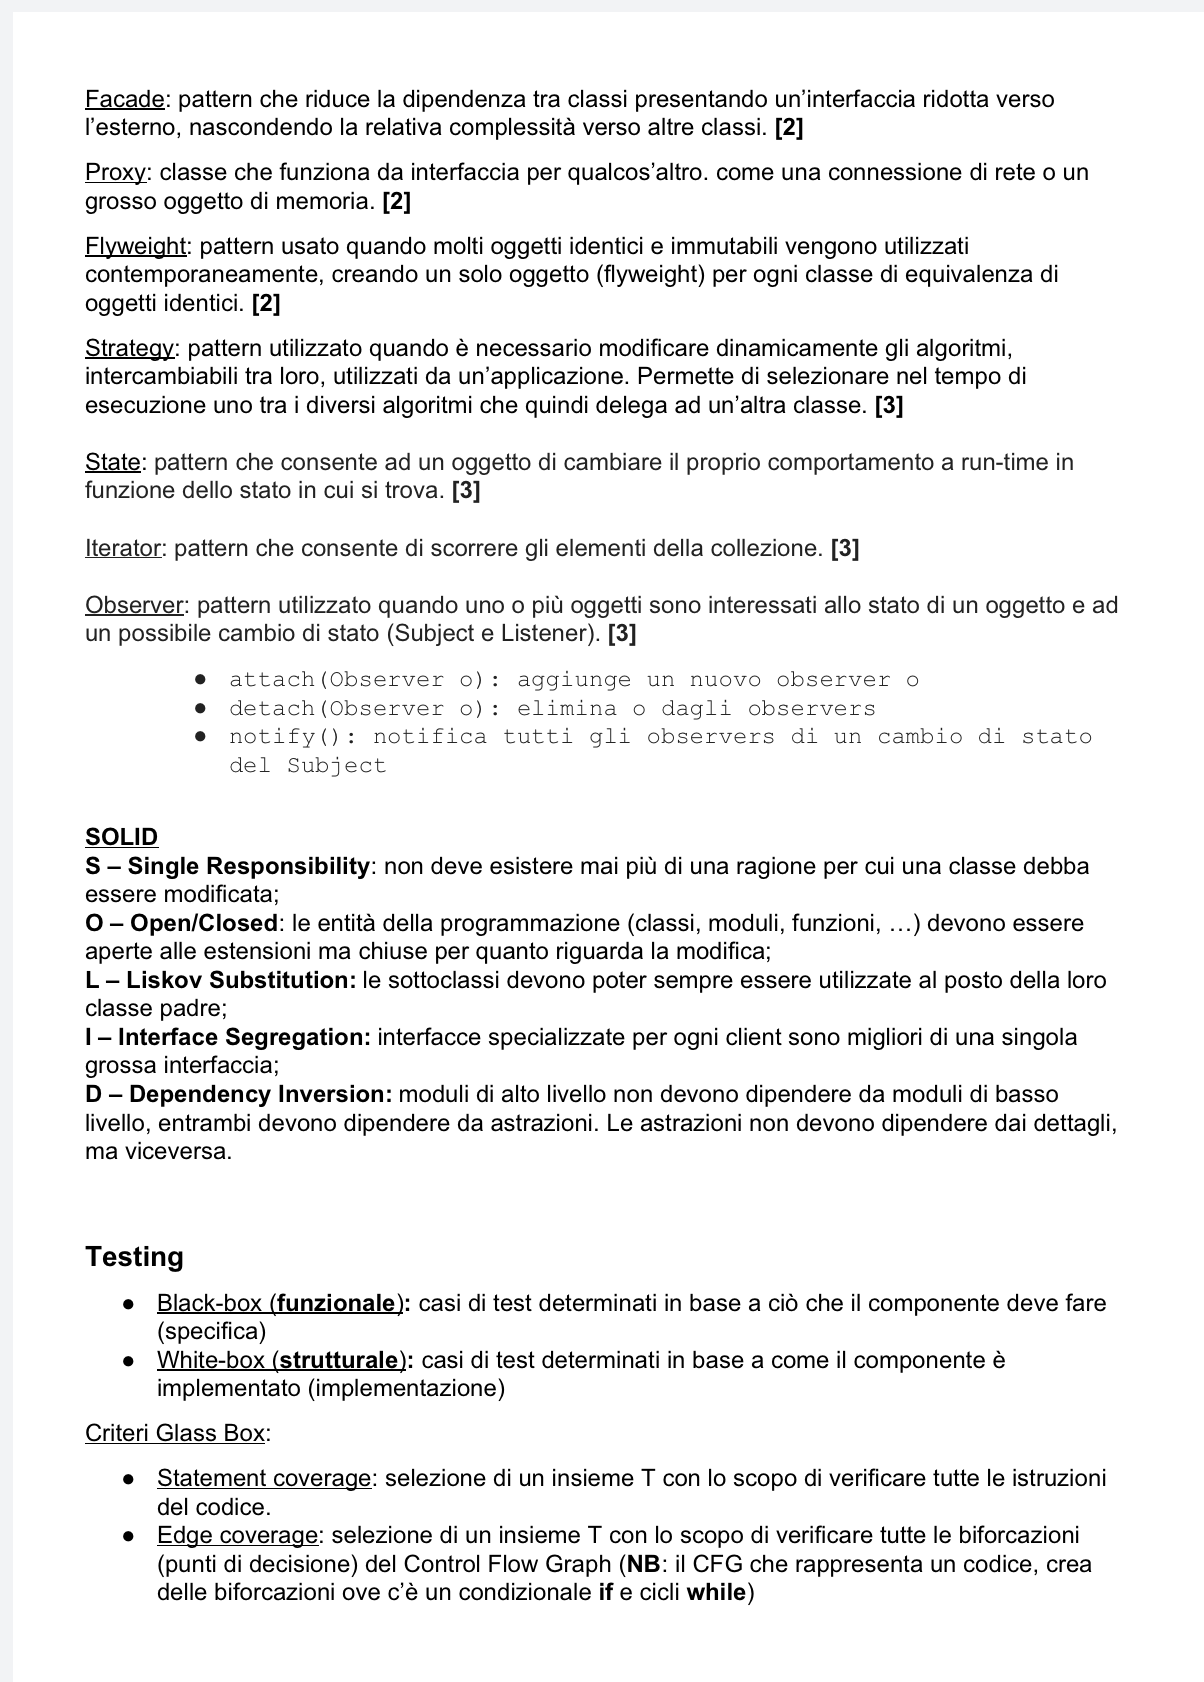 Facade: pattern che riduce la dipendenza tra classi presentando un’interfaccia ridotta verso
l’esterno, nascondendo la relativa complessità verso altre classi. [2]
Proxy: classe che funziona da interfaccia per qualcos’altro. come una connessione di rete o un
grosso oggetto di memoria. [2]
Flyweight: pattern usato quando molti oggetti identici e immutabili vengono utilizzati
contemporaneamente, creando un solo oggetto (flyweight) per ogni classe di equivalenza di
oggetti identici. [2]
Strategy: pattern utilizzato quando è necessario modificare dinamicamente gli algoritmi,
intercambiabili tra loro, utilizzati da un’applicazione. Permette di selezionare nel tempo di
esecuzione uno tra i diversi algoritmi che quindi delega ad un’altra classe. [3]
State: pattern che consente ad un oggetto di cambiare il proprio comportamento a run-time in
funzione dello stato in cui si trova. [3]
Iterator: pattern che consente di scorrere gli elementi della collezione. [3]
Observer: pattern utilizzato quando uno o più oggetti sono interessati allo stato di un oggetto e ad
un possibile cambio di stato (Subject e Listener). [3]
● attach(Observer o): aggiunge un nuovo observer o
● detach(Observer o): elimina o dagli observers
● notify(): notifica tutti gli observers di un cambio di stato
del Subject
SOLID
S – Single Responsibility: non deve esistere mai più di una ragione per cui una classe debba
essere modificata;
O – Open/Closed: le entità della programmazione (classi, moduli, funzioni, …) devono essere
aperte alle estensioni ma chiuse per quanto riguarda la modifica;
L – Liskov Substitution: le sottoclassi devono poter sempre essere utilizzate al posto della loro
classe padre;
I – Interface Segregation: interfacce specializzate per ogni client sono migliori di una singola
grossa interfaccia;
D – Dependency Inversion: moduli di alto livello non devono dipendere da moduli di basso
livello, entrambi devono dipendere da astrazioni. Le astrazioni non devono dipendere dai dettagli,
ma viceversa.
Testing
● Black-box (funzionale): casi di test determinati in base a ciò che il componente deve fare
(specifica)
● White-box (strutturale): casi di test determinati in base a come il componente è
implementato (implementazione)
Criteri Glass Box:
● Statement coverage: selezione di un insieme T con lo scopo di verificare tutte le istruzioni
del codice.
● Edge coverage: selezione di un insieme T con lo scopo di verificare tutte le biforcazioni
(punti di decisione) del Control Flow Graph (NB: il CFG che rappresenta un codice, crea
delle biforcazioni ove c’è un condizionale if e cicli while)